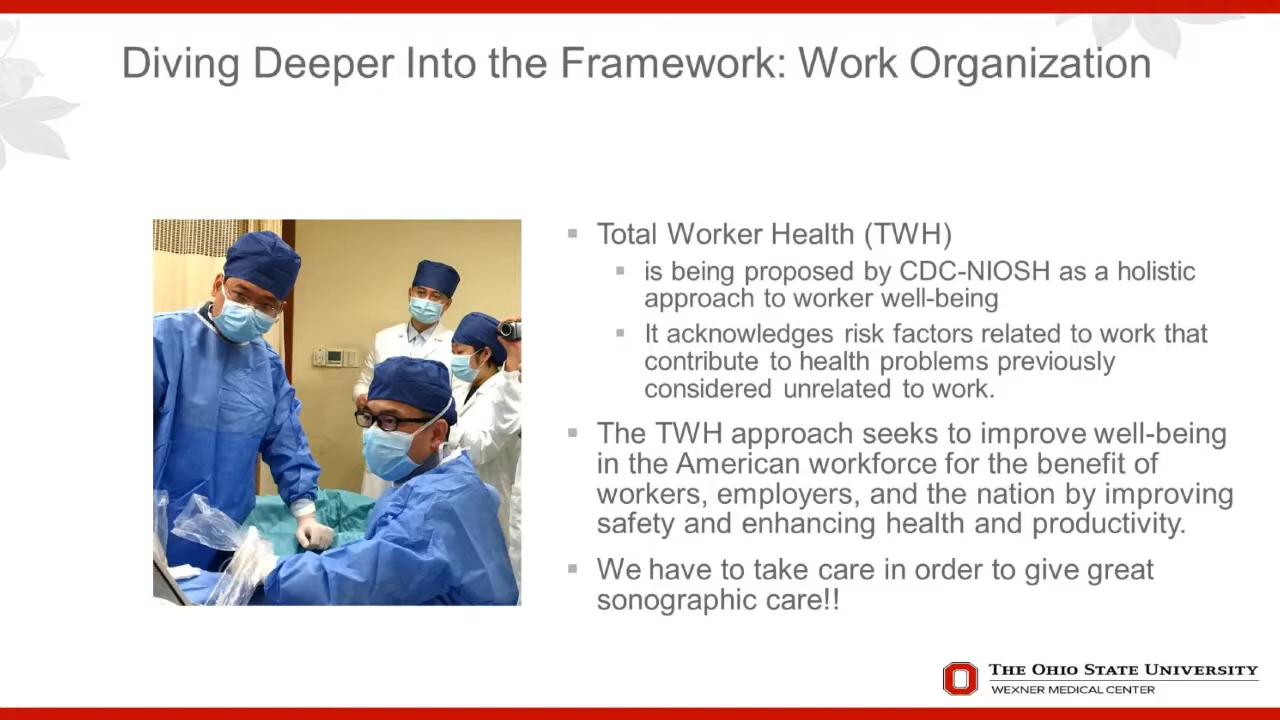 Diving Deeper Into the Framework: Work Organization
Total Worker Health (TWH)
is being proposed by CDC-NIOSH as a holistic
approach to worker well-being
It acknowledges risk factors related to work that
contribute to health problems previously
considered unrelated to work.
The TWH approach seeks to improve well-being
in the American workforce for the benefit of
workers, employers, and the nation by improving
safety and enhancing health and productivity.
We have to take care in order to give great
sonographic care!!
THE OHIO STATE UNIVERSITY
WEXNER MEDICAL CENTER